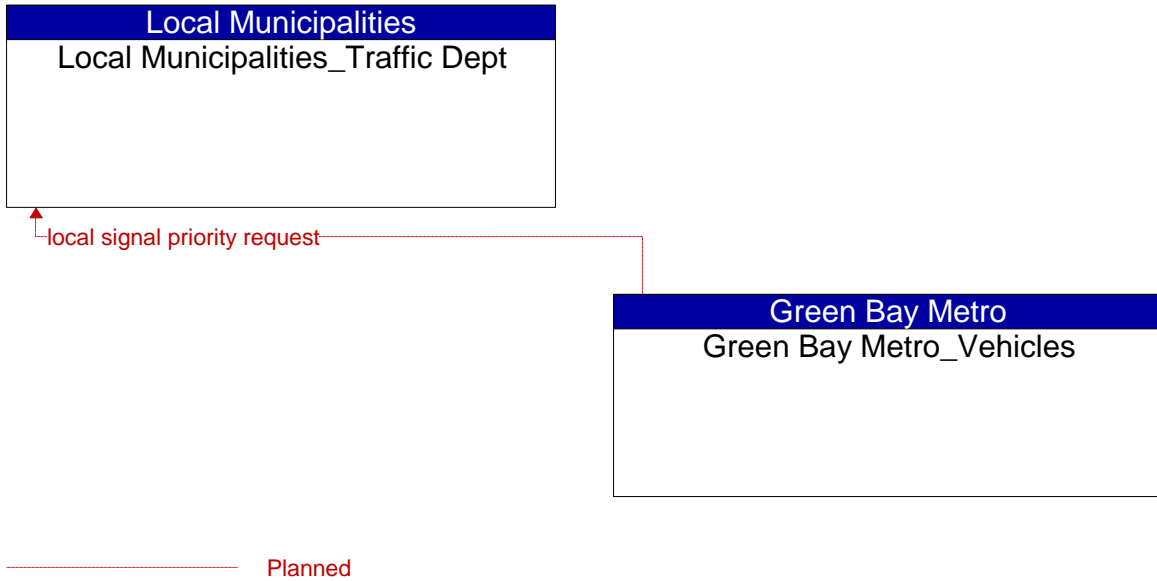 Local Municipalities
Local Municipalities_Traffic Dept
local signal priority request
Green Bay Metro
Green Bay Metro_Vehicles
Planned